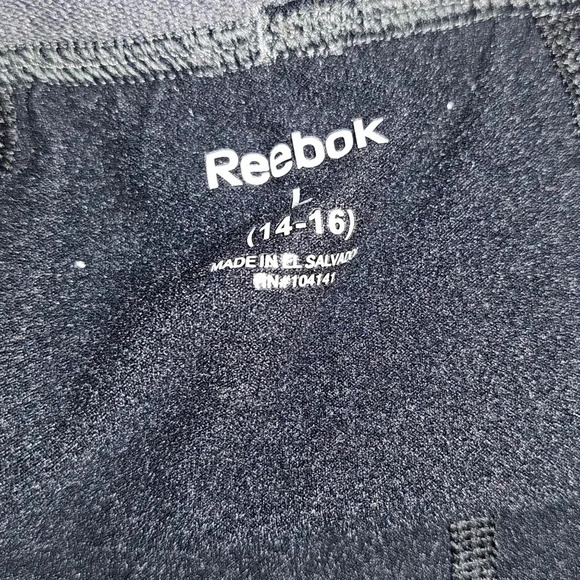 Reebok
L
(14-16)
MADE IN EL SALVADOR
RN#104141